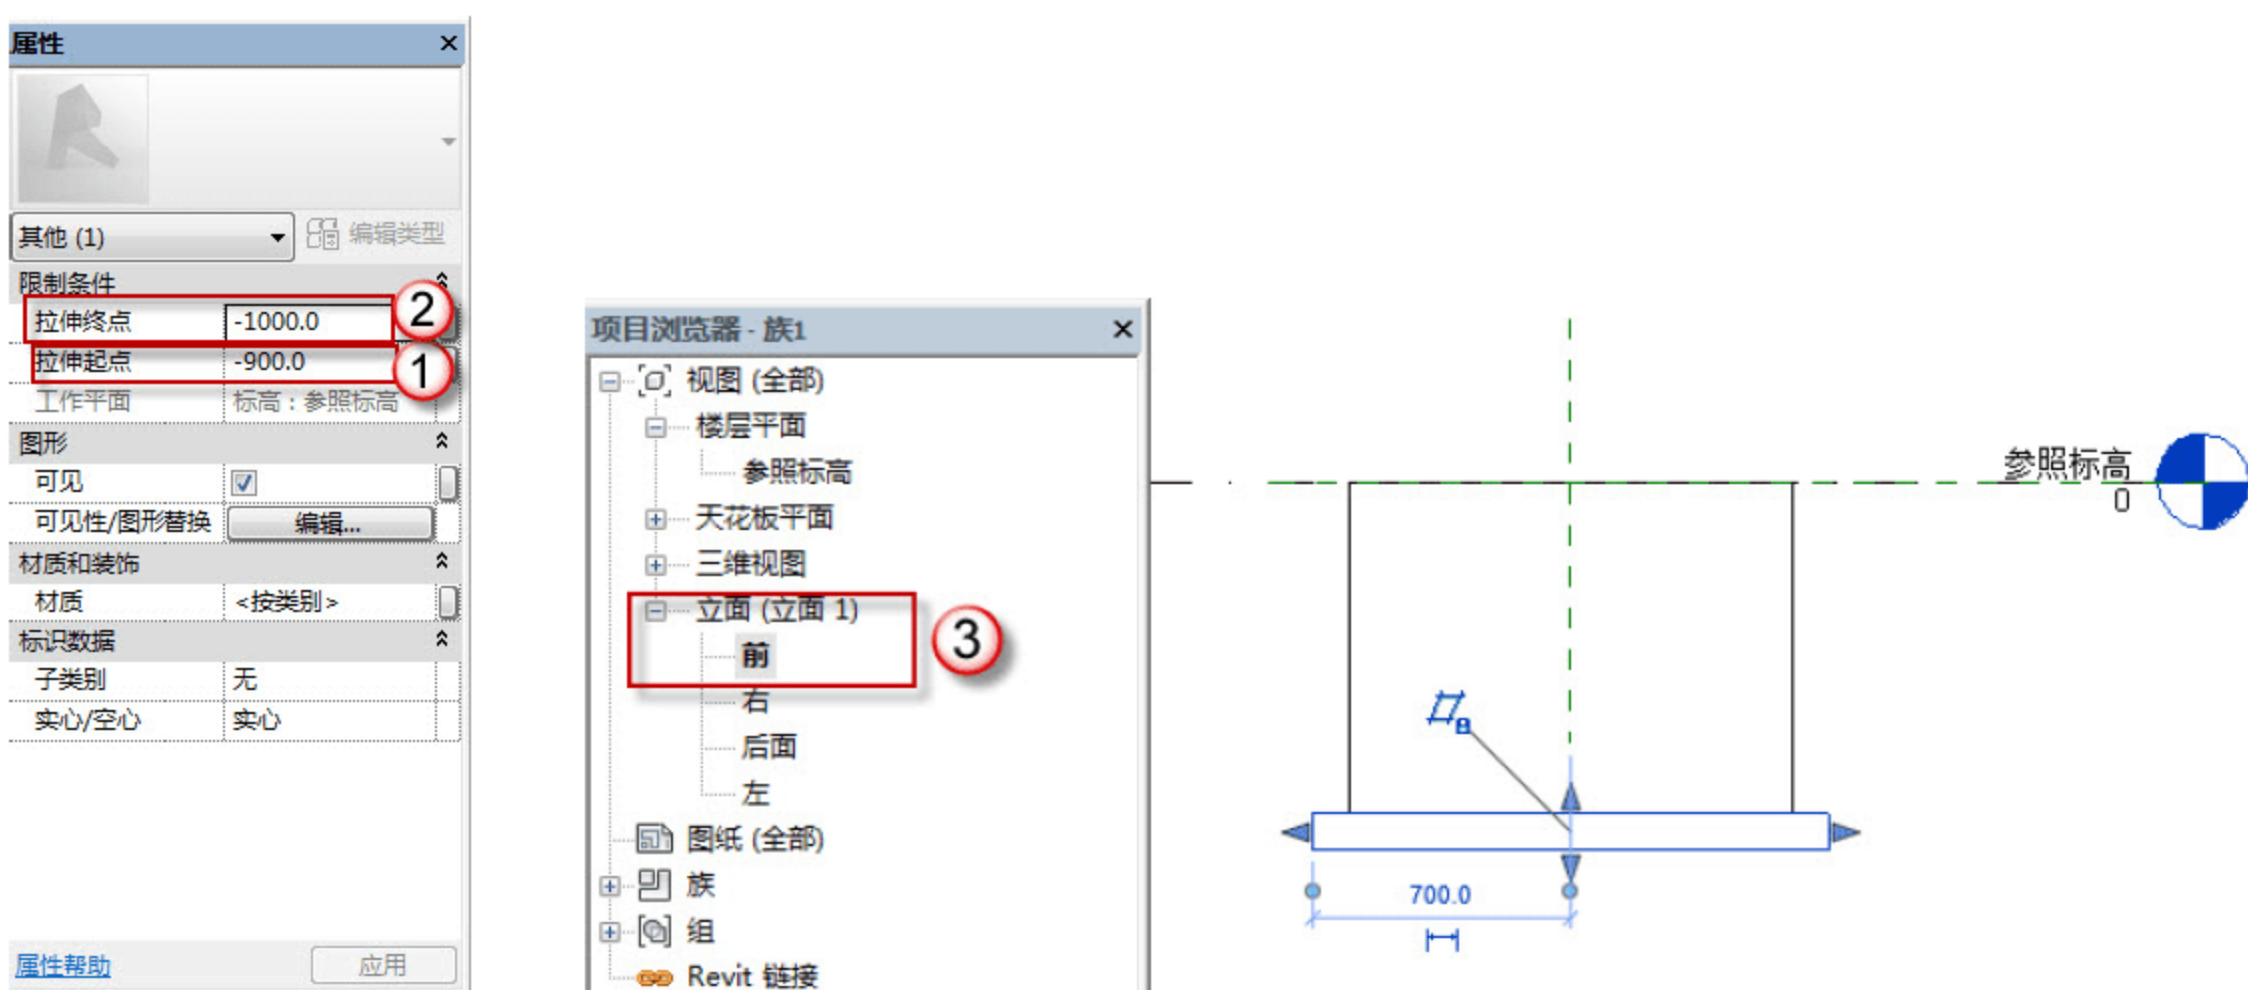 属性
其他 (1)
编辑类型
限制条件
拉伸终点 -1000.0
2
拉伸起点 -900.0
1
工作平面 标高 : 参照标高
图形
可见
可见性/图形替换 编辑...
材质和装饰
材质 <按类别>
标识数据
子类别 无
实心/空心 实心
属性帮助 应用
项目浏览器 - 族1
视图 (全部)
楼层平面
参照标高
天花板平面
三维视图
立面 (立面 1)
3
前
右
后面
左
图纸 (全部)
族
组
Revit 链接
参照标高
0
700.0